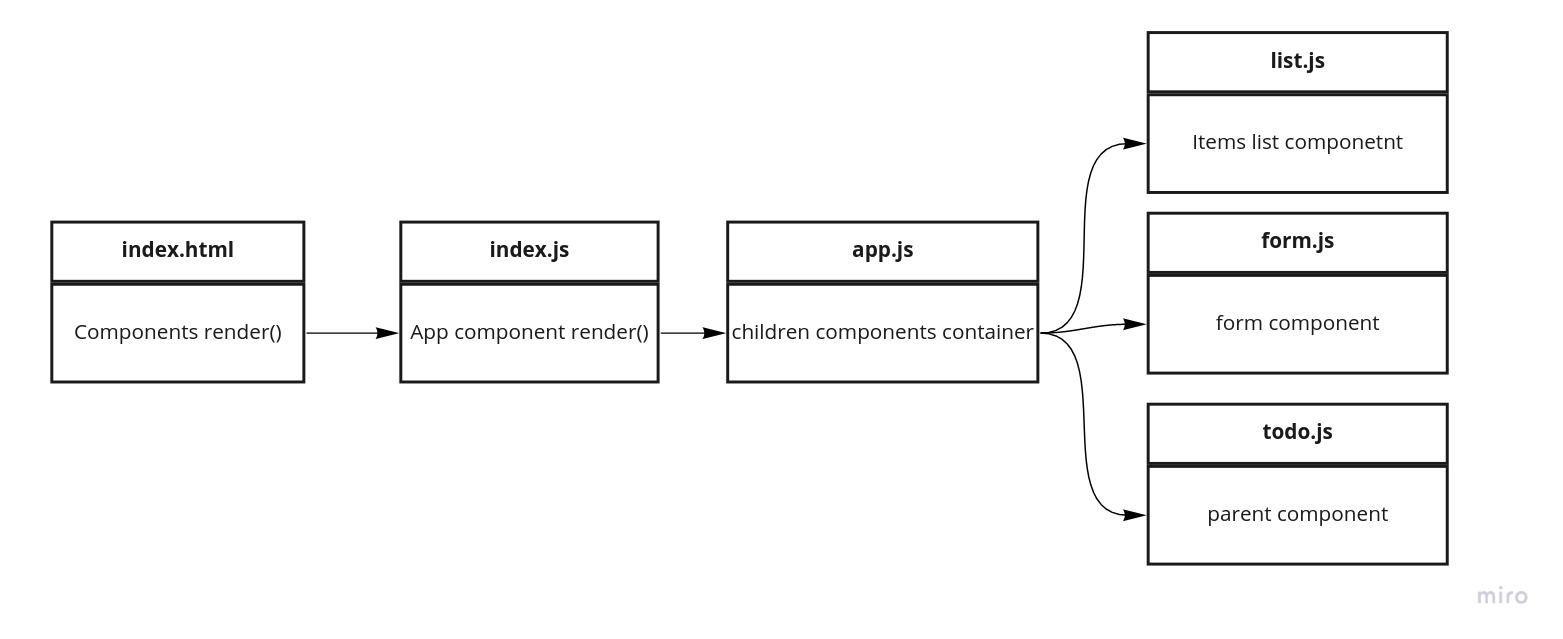 index.html
Components render()
index.js
App component render()
app.js
children components container
list.js
Items list componetnt
form.js
form component
todo.js
parent component
miro